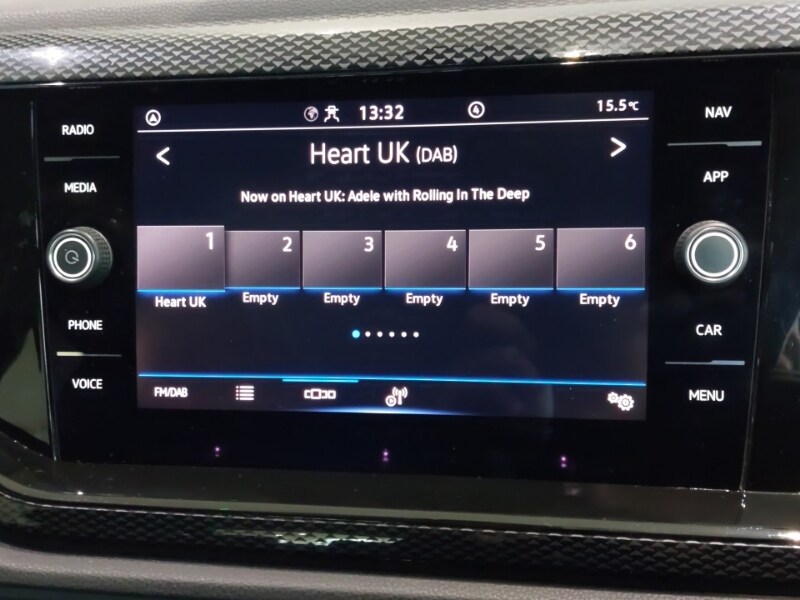 RADIO
MEDIA
PHONE
VOICE
A
13:32
4
15.5°C
< Heart UK (DAB) >
Now on Heart UK: Adele with Rolling In The Deep
1 2 3 4 5 6
Heart UK Empty Empty Empty Empty Empty
FM/DAB
NAV
APP
CAR
MENU